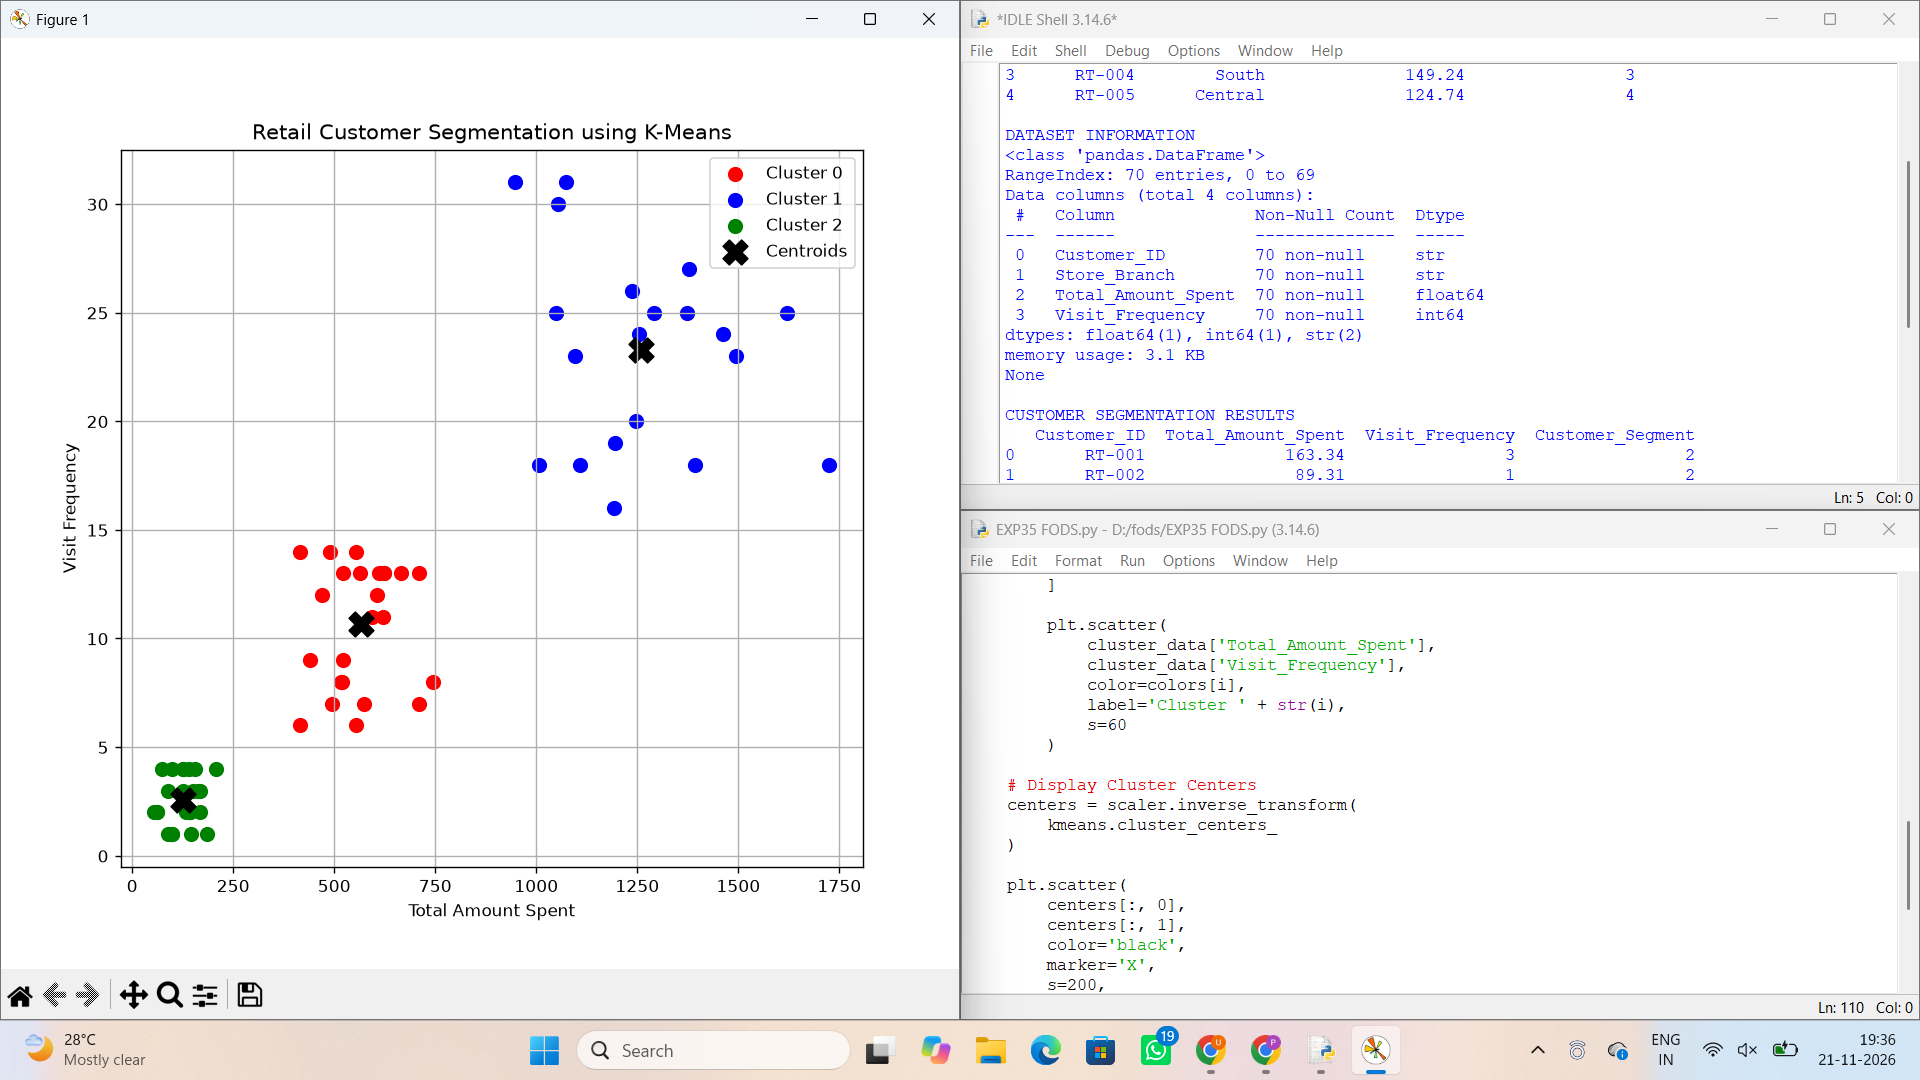 Figure 1
Retail Customer Segmentation using K-Means
Cluster 0
Cluster 1
Cluster 2
Centroids
30
25
20
15
10
5
0
Visit Frequency
0 250 500 750 1000 1250 1500 1750
Total Amount Spent
*IDLE Shell 3.14.6*
File Edit Shell Debug Options Window Help
3 RT-004 South 149.24 3
4 RT-005 Central 124.74 4
DATASET INFORMATION
<class 'pandas.DataFrame'>
RangeIndex: 70 entries, 0 to 69
Data columns (total 4 columns):
# Column Non-Null Count Dtype
--- ------ -------------- -----
0 Customer_ID 70 non-null str
1 Store_Branch 70 non-null str
2 Total_Amount_Spent 70 non-null float64
3 Visit_Frequency 70 non-null int64
dtypes: float64(1), int64(1), str(2)
memory usage: 3.1 KB
None
CUSTOMER SEGMENTATION RESULTS
Customer_ID Total_Amount_Spent Visit_Frequency Customer_Segment
0 RT-001 163.34 3 2
1 RT-002 89.31 1 2
Ln: 5 Col: 0
EXP35 FODS.py - D:/fods/EXP35 FODS.py (3.14.6)
File Edit Format Run Options Window Help
]
plt.scatter(
cluster_data['Total_Amount_Spent'],
cluster_data['Visit_Frequency'],
color=colors[i],
label='Cluster ' + str(i),
s=60
)
# Display Cluster Centers
centers = scaler.inverse_transform(
kmeans.cluster_centers_
)
plt.scatter(
centers[:, 0],
centers[:, 1],
color='black',
marker='X',
s=200,
Ln: 110 Col: 0
28°C
Mostly clear
Search
19
U
P
ENG
IN
19:36
21-11-2026